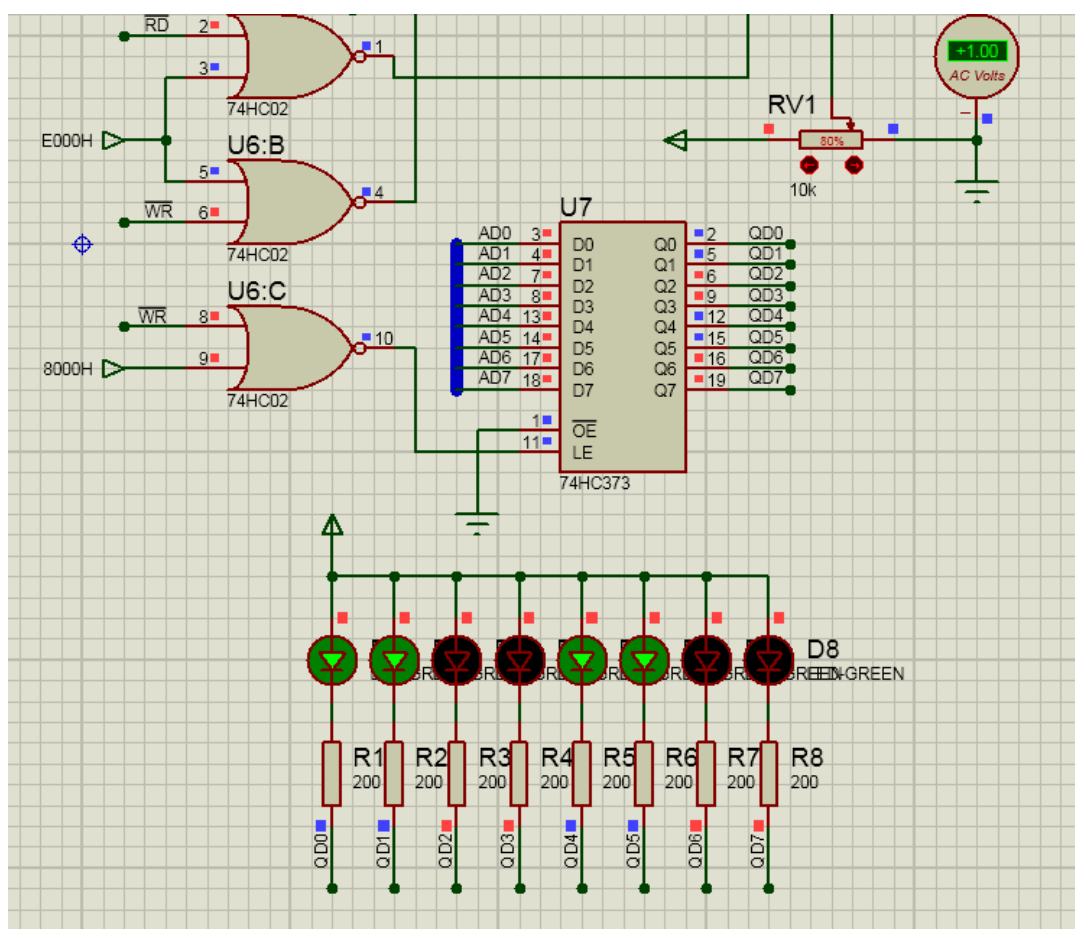 RD 2 1
3
74HC02
+1.00
AC Volts
RV1
E000H
80%
10k
U6:B
5 4
WR 6
74HC02
U7
AD0 3 D0 Q0 2 QD0
AD1 4 D1 Q1 5 QD1
AD2 7 D2 Q2 6 QD2
AD3 8 D3 Q3 9 QD3
AD4 13 D4 Q4 12 QD4
AD5 14 D5 Q5 15 QD5
AD6 17 D6 Q6 16 QD6
AD7 18 D7 Q7 19 QD7
1 OE
11 LE
74HC373
U6:C
WR 8 10
8000H 9
74HC02
D8
LED-GREEN
R1 R2 R3 R4 R5 R6 R7 R8
200 200 200 200 200 200 200 200
QD0 QD1 QD2 QD3 QD4 QD5 QD6 QD7